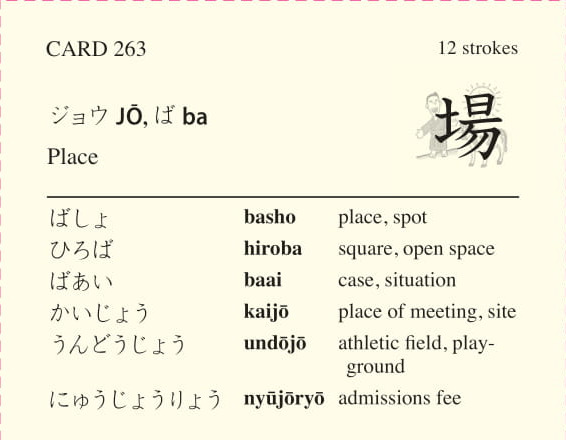 CARD 263 12 strokes
ジョウ JŌ, ば ba
場
Place
ばしょ basho place, spot
ひろば hiroba square, open space
ばあい baai case, situation
かいじょう kaijō place of meeting, site
うんどうじょう undōjō athletic field, play-
ground
にゅうじょうりょう nyūjōryō admissions fee